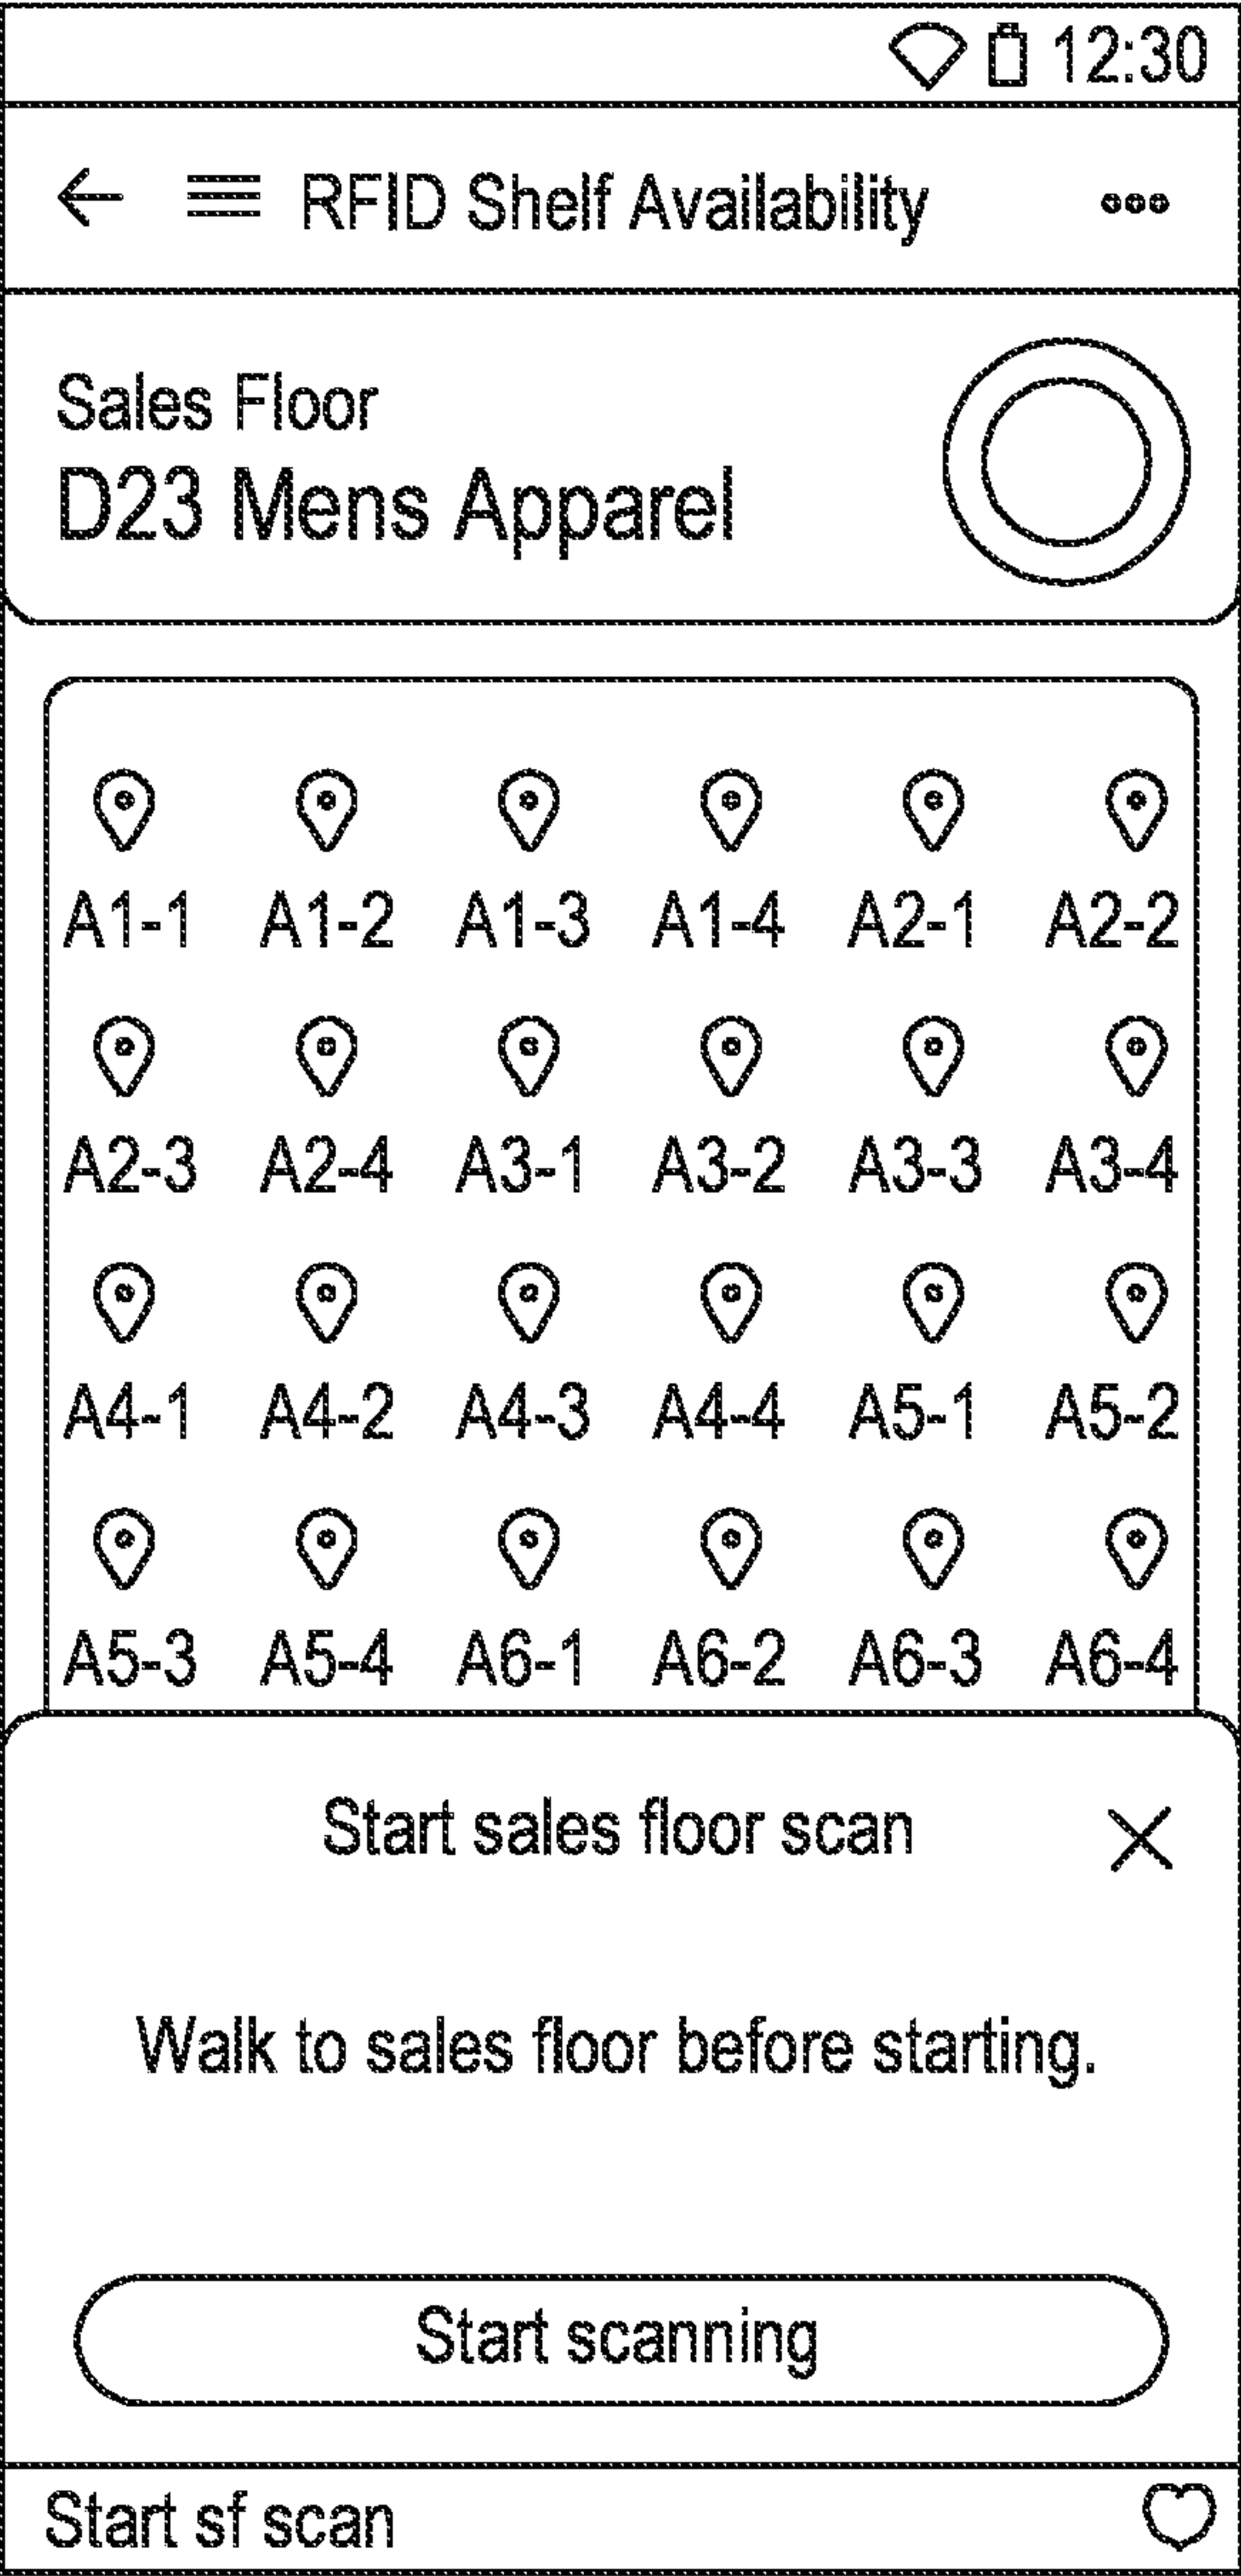 12:30
RFID Shelf Availability
Sales Floor
D23 Mens Apparel
A1-1 A1-2 A1-3 A1-4 A2-1 A2-2
A2-3 A2-4 A3-1 A3-2 A3-3 A3-4
A4-1 A4-2 A4-3 A4-4 A5-1 A5-2
A5-3 A5-4 A6-1 A6-2 A6-3 A6-4
Start sales floor scan
Walk to sales floor before starting.
Start scanning
Start sf scan